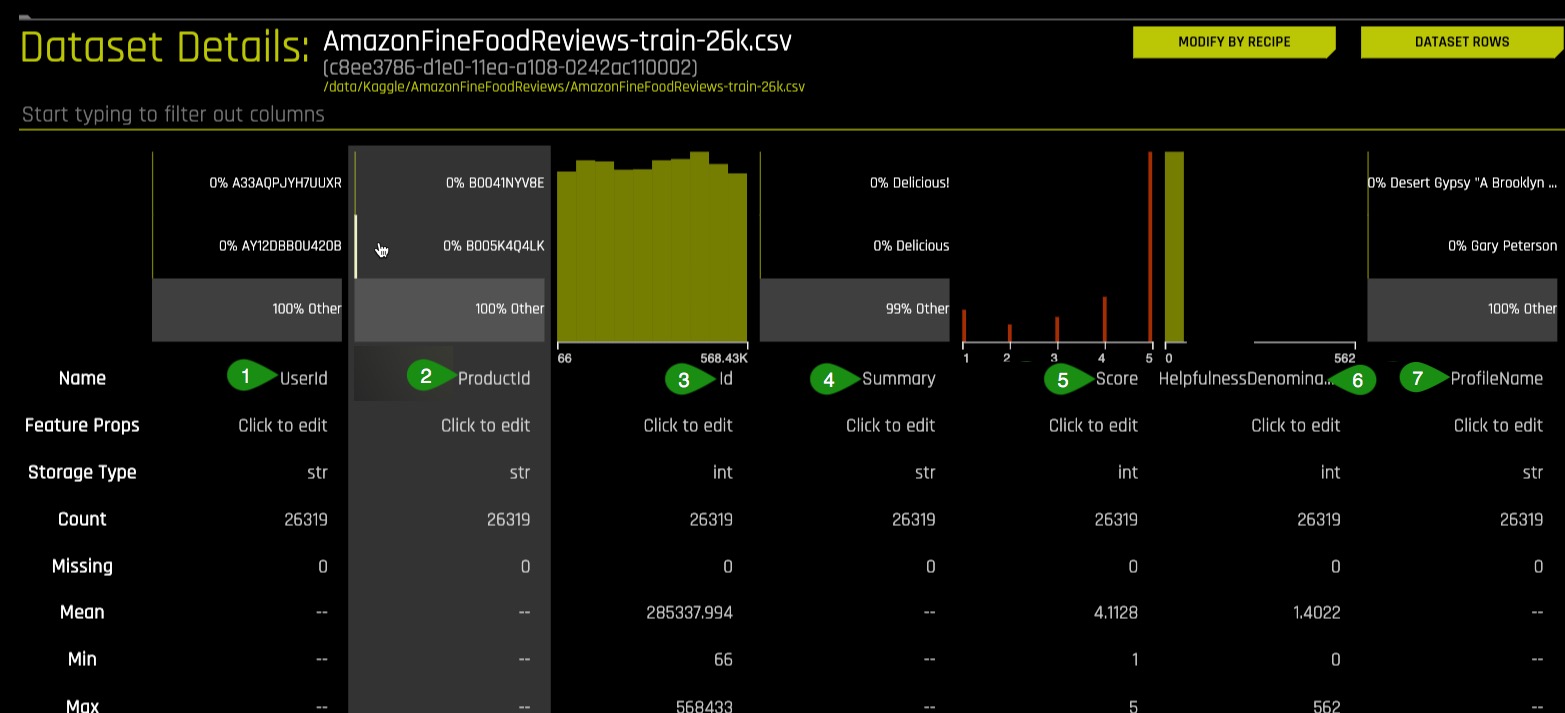 Dataset Details: AmazonFineFoodReviews-train-26k.csv
(c8ee3786-d1e0-11ea-a108-0242ac110002)
/data/Kaggle/AmazonFineFoodReviews/AmazonFineFoodReviews-train-26k.csv
MODIFY BY RECIPE
DATASET ROWS
Start typing to filter out columns
0% A33AQPJYH7UUXR 0% B0041NYV8E 0% Delicious! 0% Desert Gypsy "A Brooklyn ...
0% AY12DBB0U420B 0% B005K4Q4LK 0% Delicious 0% Gary Peterson
100% Other 100% Other 99% Other 100% Other
66 568.43K 1 2 3 4 5 0 562
Name 1 UserId 2 ProductId 3 Id 4 Summary 5 Score HelpfulnessDenomina... 6 7 ProfileName
Feature Props Click to edit Click to edit Click to edit Click to edit Click to edit Click to edit Click to edit
Storage Type str str int str int int str
Count 26319 26319 26319 26319 26319 26319 26319
Missing 0 0 0 0 0 0 0
Mean -- -- 285337.994 -- 4.1128 1.4022 --
Min -- -- 66 -- 1 0 --
Max -- -- 568433 -- 5 562 --